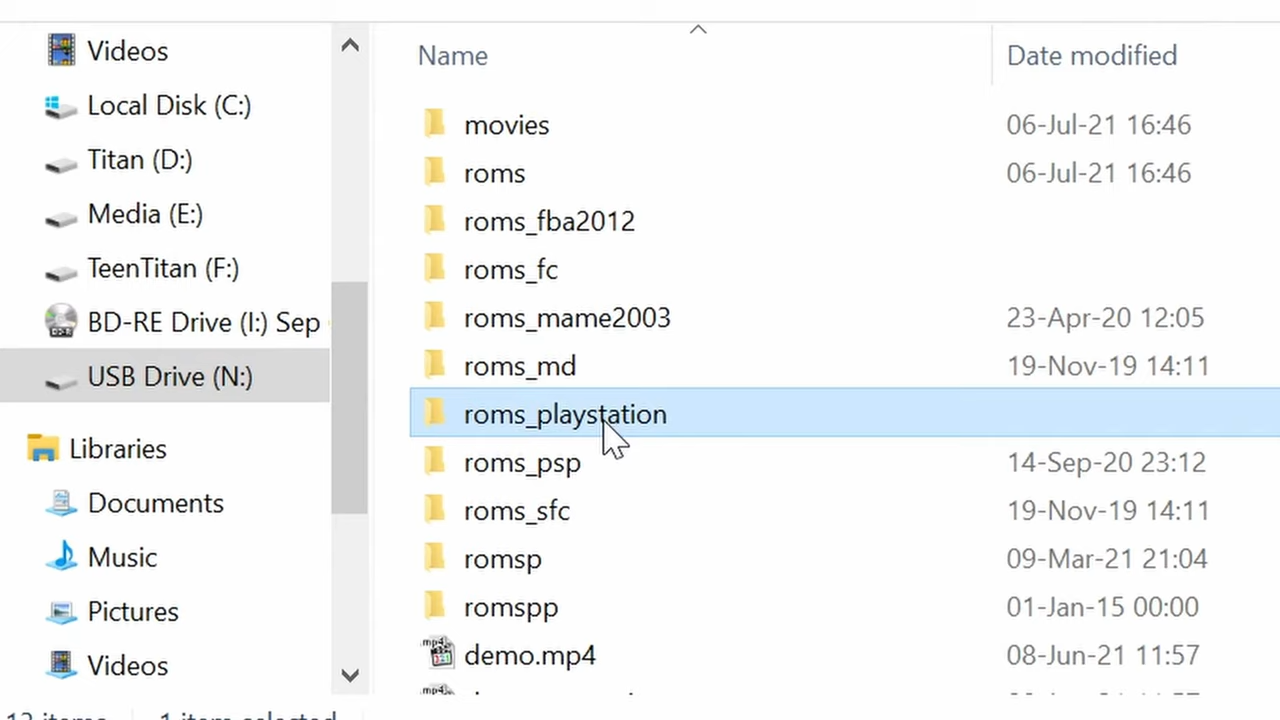 Name Date modified
Videos
Local Disk (C:)
Titan (D:)
Media (E:)
TeenTitan (F:)
BD-RE Drive (I:) Sep
USB Drive (N:)
Libraries
Documents
Music
Pictures
Videos
movies 06-Jul-21 16:46
roms 06-Jul-21 16:46
roms_fba2012
roms_fc
roms_mame2003 23-Apr-20 12:05
roms_md 19-Nov-19 14:11
roms_playstation
roms_psp 14-Sep-20 23:12
roms_sfc 19-Nov-19 14:11
romsp 09-Mar-21 21:04
romspp 01-Jan-15 00:00
demo.mp4 08-Jun-21 11:57
1 item selected